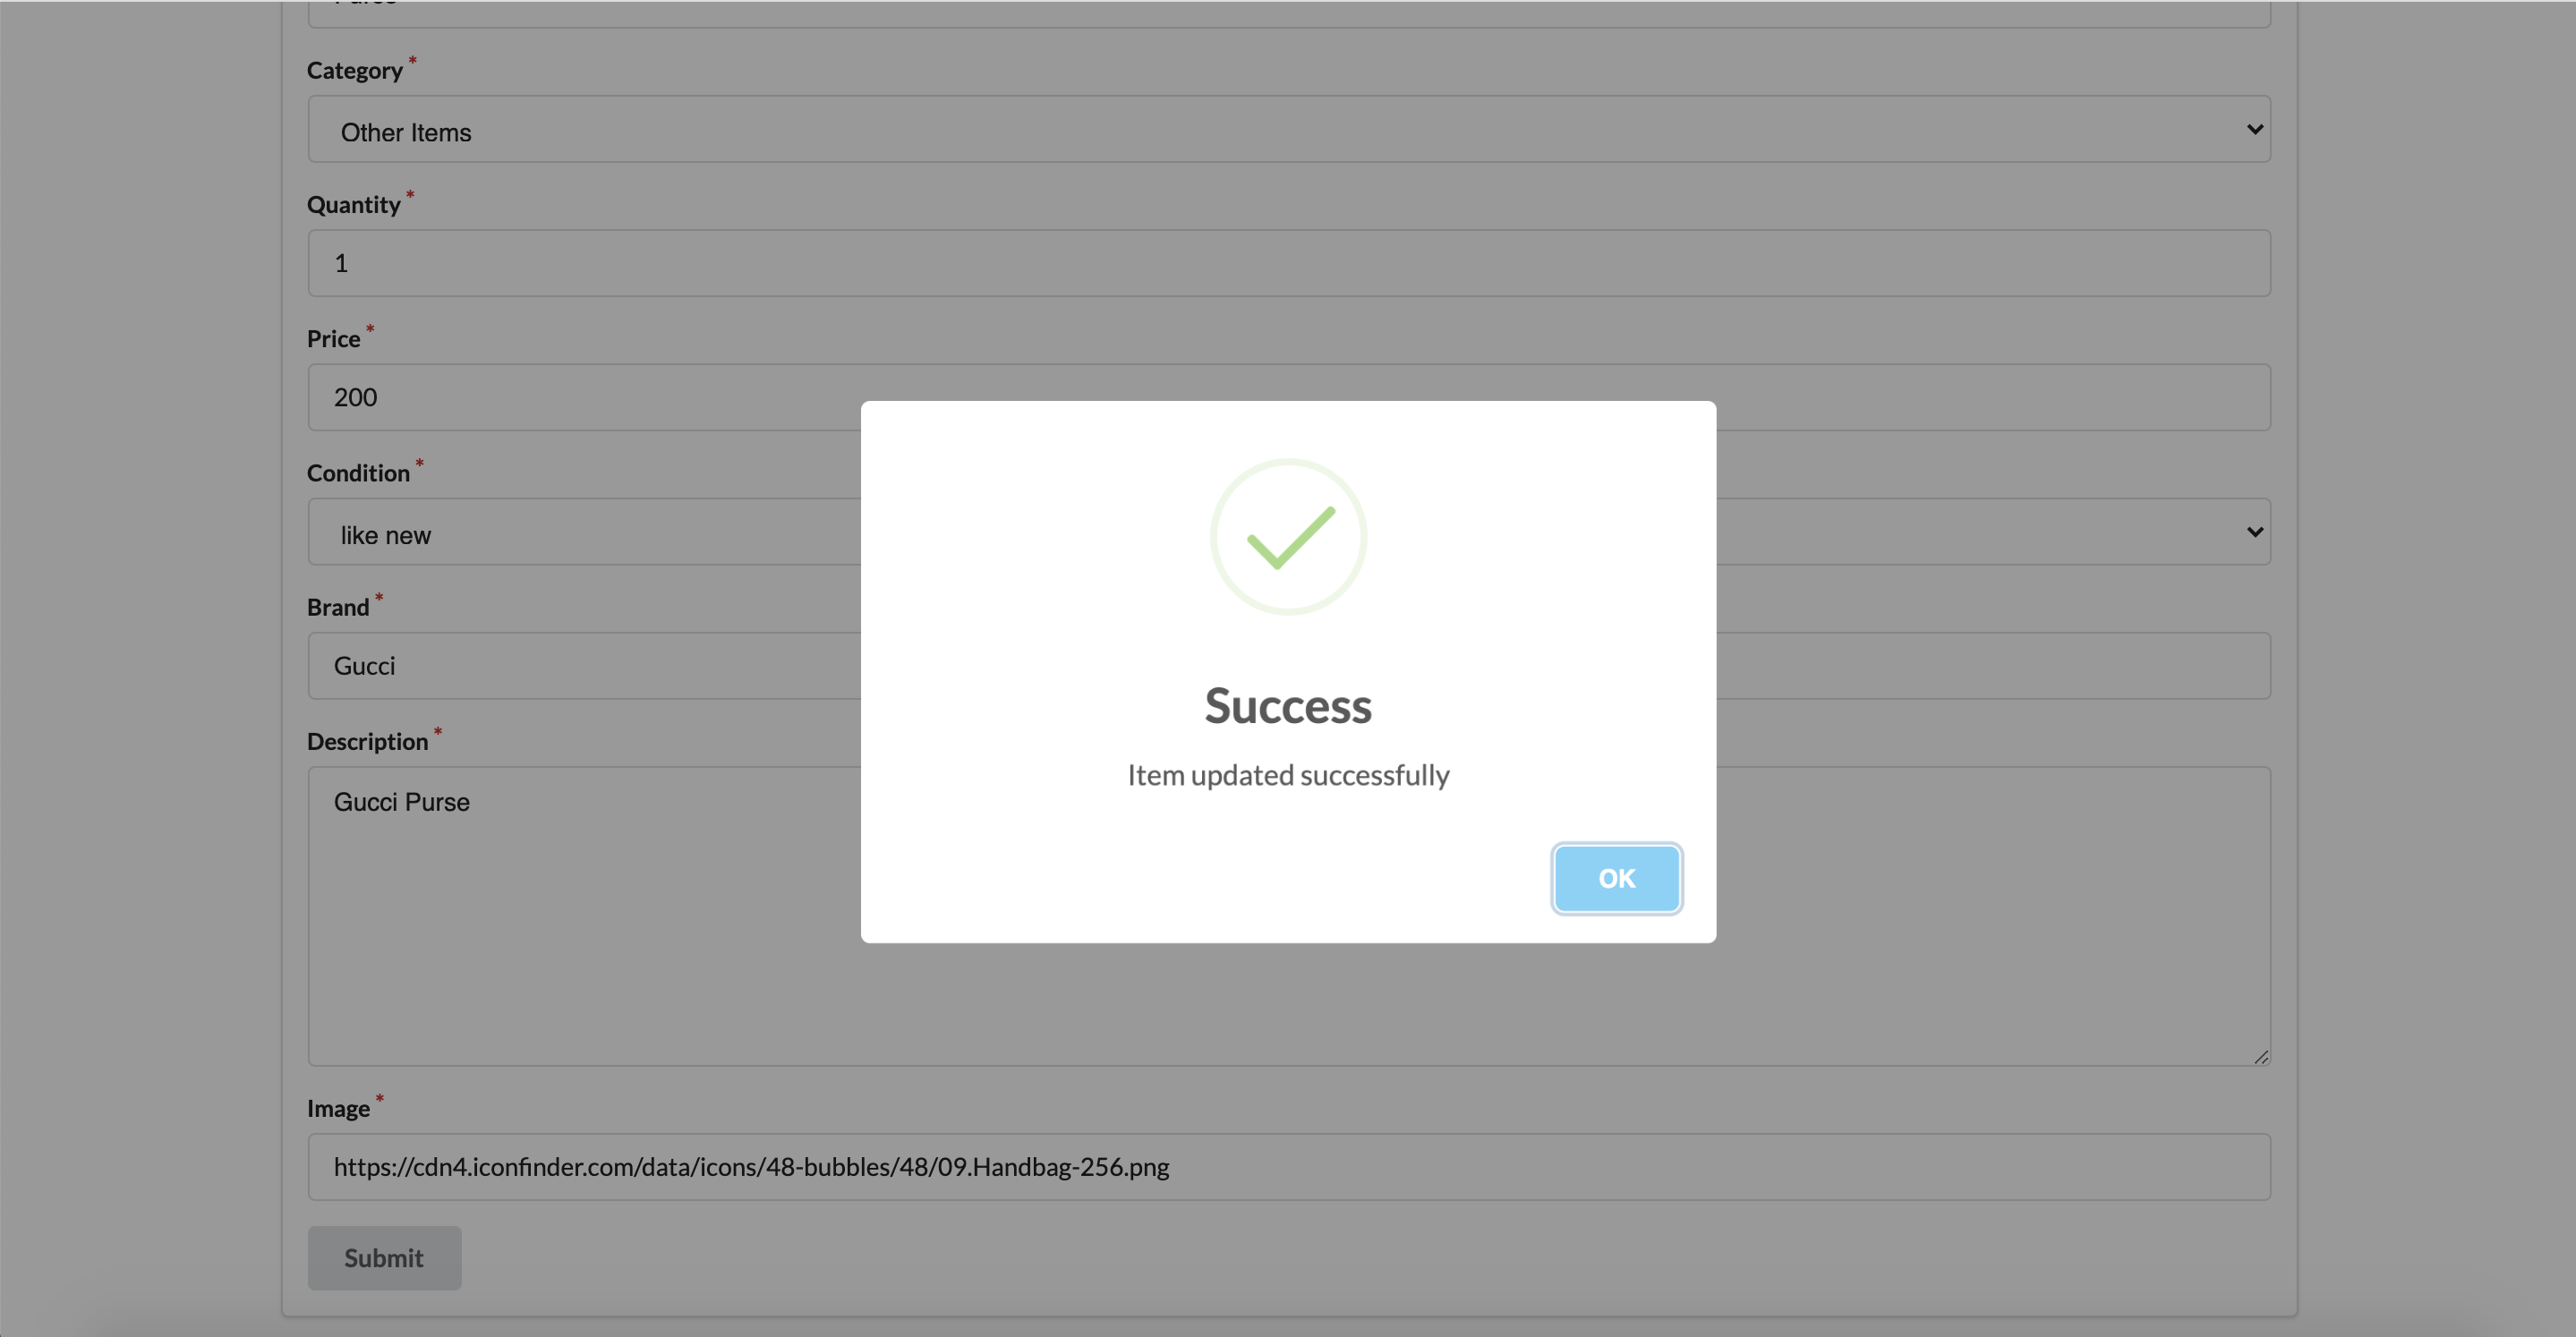 Category *
Other Items
Quantity *
1
Price *
200
Condition *
like new
Brand *
Gucci
Description *
Gucci Purse
Success
Item updated successfully
OK
Image *
https://cdn4.iconfinder.com/data/icons/48-bubbles/48/09.Handbag-256.png
Submit